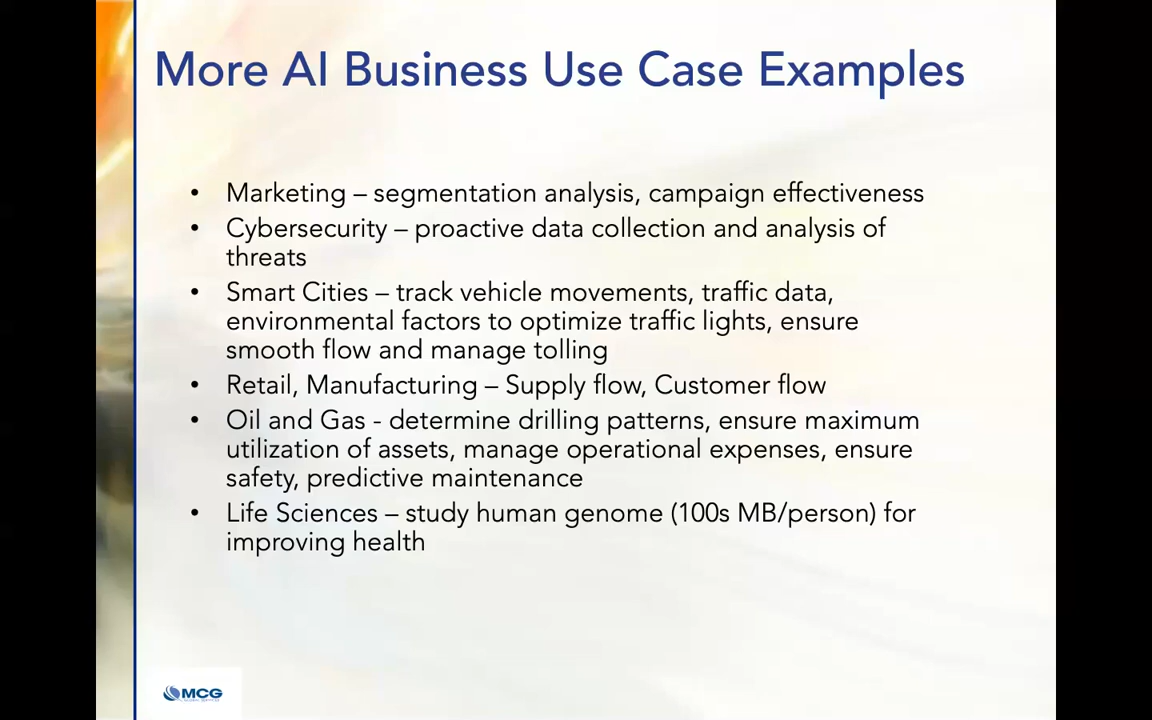 More AI Business Use Case Examples
• Marketing – segmentation analysis, campaign effectiveness
• Cybersecurity – proactive data collection and analysis of
threats
• Smart Cities – track vehicle movements, traffic data,
environmental factors to optimize traffic lights, ensure
smooth flow and manage tolling
• Retail, Manufacturing – Supply flow, Customer flow
• Oil and Gas - determine drilling patterns, ensure maximum
utilization of assets, manage operational expenses, ensure
safety, predictive maintenance
• Life Sciences – study human genome (100s MB/person) for
improving health
MCG